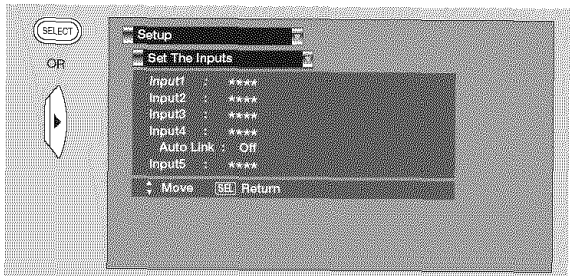 SELECT
OR
Setup
Set The Inputs
Input1 : ****
Input2 : ****
Input3 : ****
Input4 : ****
Auto Link : Off
Input5 : ****
Move SEL Return